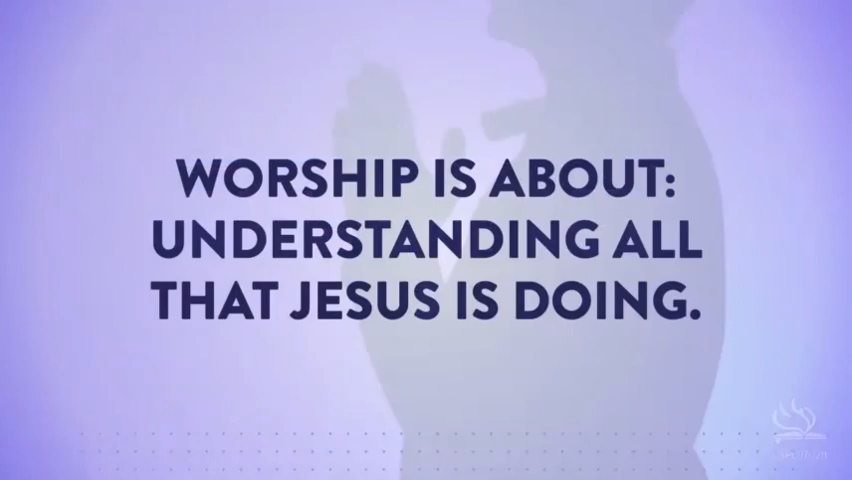 WORSHIP IS ABOUT:
UNDERSTANDING ALL
THAT JESUS IS DOING.